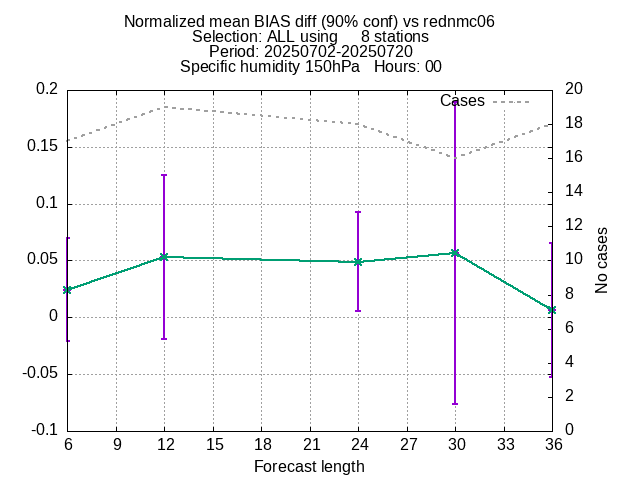 Normalized mean BIAS diff (90% conf) vs rednmc06
Selection: ALL using     8 stations
Period: 20250702-20250720
Specific humidity 150hPa   Hours: 00
Cases
0.2
0.15
0.1
0.05
0
-0.05
-0.1
20
18
16
14
12
10
8
6
4
2
0
No cases
6 9 12 15 18 21 24 27 30 33 36
Forecast length